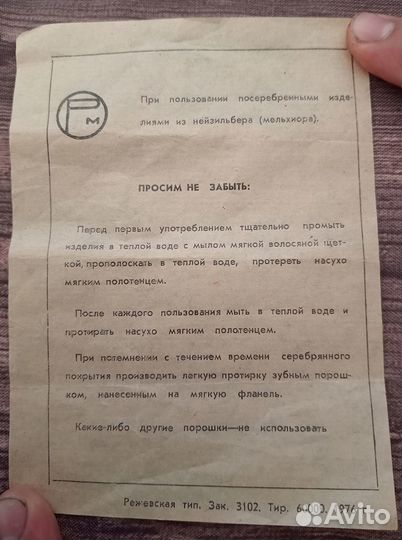 Рм
При пользовании посеребренными изде-
лиями из нейзильбера (мельхиора),
ПРОСИМ НЕ ЗАБЫТЬ:
Перед первым употреблением тщательно промыть
изделия в теплой воде с мылом мягкой волосяной щет-
кой, прополоскать в теплой воде, протереть насухо
мягким полотенцем.
После каждого пользования мыть в теплой воде и
протирать насухо мягким полотенцем.
При потемнении с течением времени серебряного
покрытия производить легкую протирку зубным порош-
ком, нанесенным на мягкую фланель.
Какие-либо другие порошки—не использовать
Режевская тип. Зак. 3102. Тир.
Avito